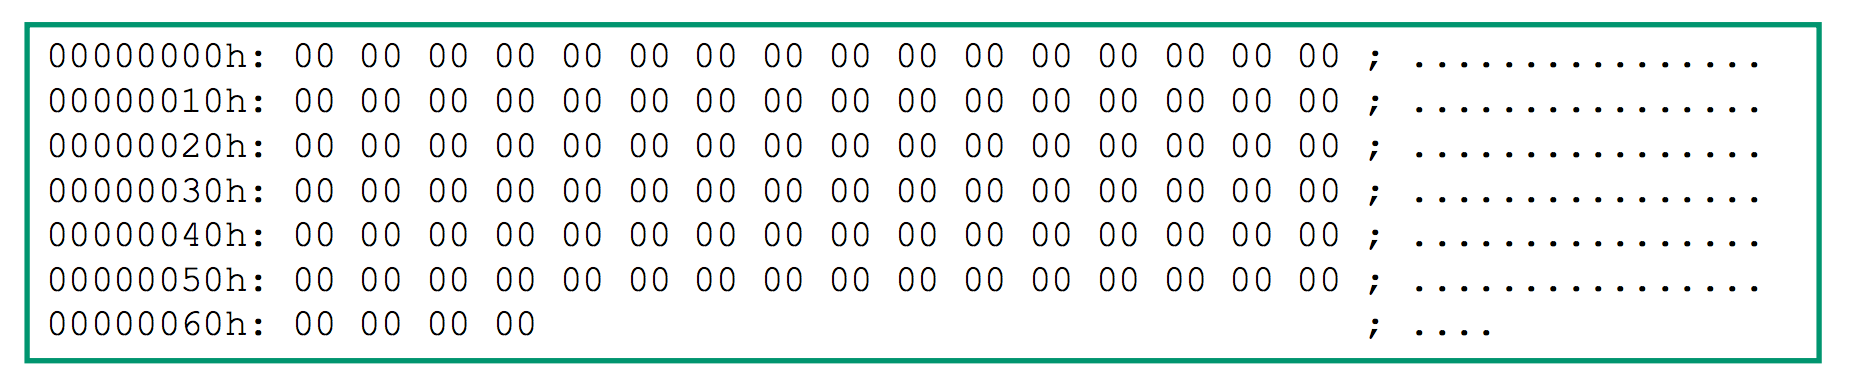 00000000h: 00 00 00 00 00 00 00 00 00 00 00 00 00 00 00 00 ; ................
00000010h: 00 00 00 00 00 00 00 00 00 00 00 00 00 00 00 00 ; ................
00000020h: 00 00 00 00 00 00 00 00 00 00 00 00 00 00 00 00 ; ................
00000030h: 00 00 00 00 00 00 00 00 00 00 00 00 00 00 00 00 ; ................
00000040h: 00 00 00 00 00 00 00 00 00 00 00 00 00 00 00 00 ; ................
00000050h: 00 00 00 00 00 00 00 00 00 00 00 00 00 00 00 00 ; ................
00000060h: 00 00 00 00 ; ....